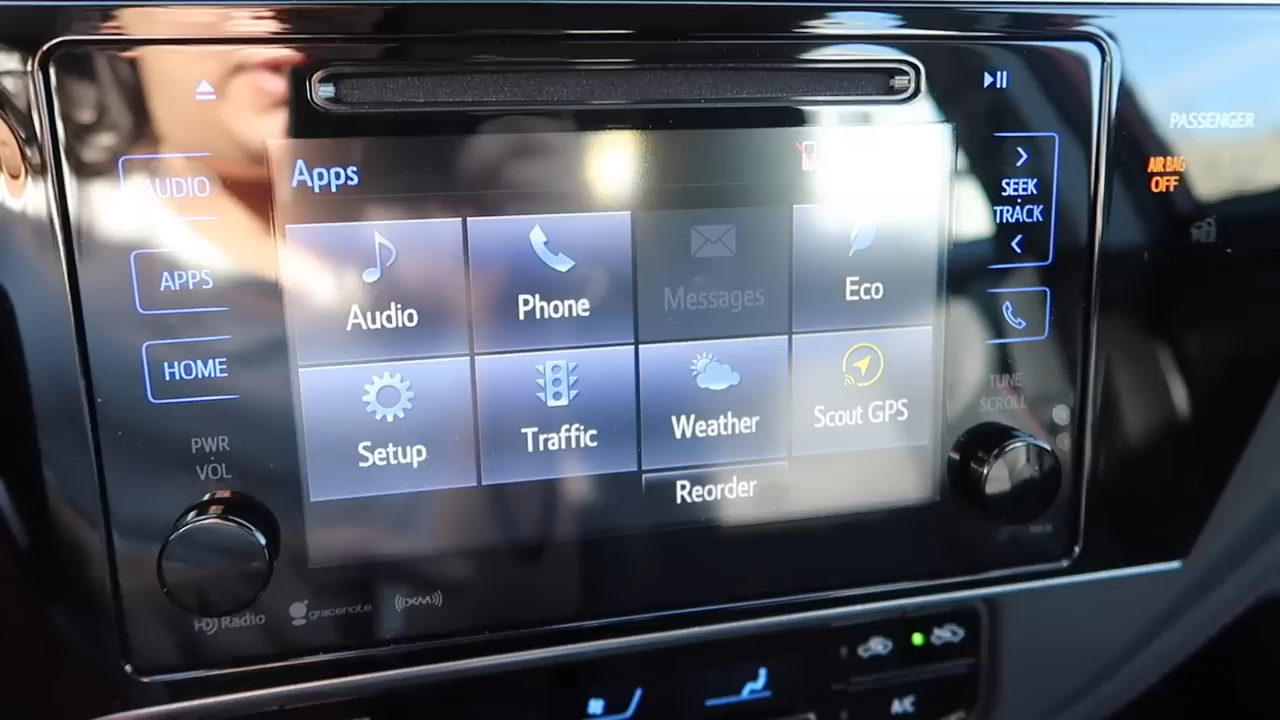 PASSENGER
AIR BAG
OFF
AUDIO
APPS
HOME
PWR
VOL
Apps
Audio
Phone
Messages
Eco
Setup
Traffic
Weather
Scout GPS
Reorder
SEEK
TRACK
TUNE
SCROLL
HD Radio
gracenote
((XM))
A/C